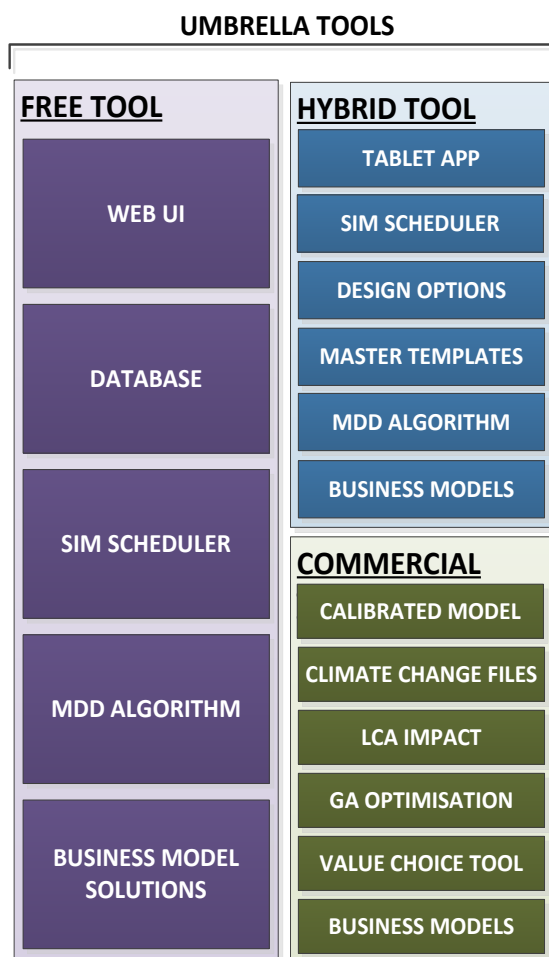 UMBRELLA TOOLS
FREE TOOL
WEB UI
DATABASE
SIM SCHEDULER
MDD ALGORITHM
BUSINESS MODEL
SOLUTIONS
HYBRID TOOL
TABLET APP
SIM SCHEDULER
DESIGN OPTIONS
MASTER TEMPLATES
MDD ALGORITHM
BUSINESS MODELS
COMMERCIAL
CALIBRATED MODEL
CLIMATE CHANGE FILES
LCA IMPACT
GA OPTIMISATION
VALUE CHOICE TOOL
BUSINESS MODELS